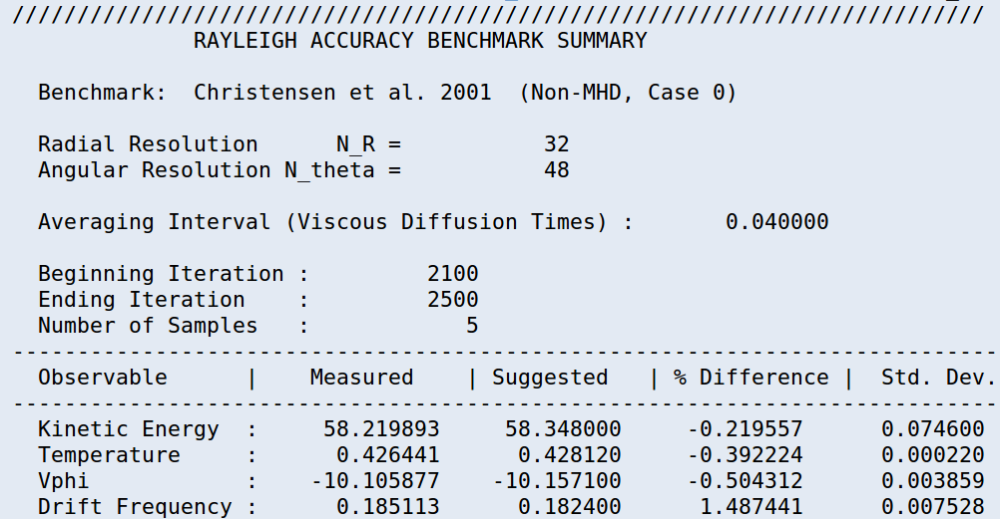 ///////////////////////////////////////////////////////////////////////////
RAYLEIGH ACCURACY BENCHMARK SUMMARY
Benchmark:  Christensen et al. 2001  (Non-MHD, Case 0)
Radial Resolution      N_R =           32
Angular Resolution N_theta =           48
Averaging Interval (Viscous Diffusion Times) :       0.040000
Beginning Iteration :         2100
Ending Iteration    :         2500
Number of Samples   :            5
----------------------------------------------------------------------------
Observable      |    Measured    | Suggested   | % Difference |  Std. Dev.
----------------------------------------------------------------------------
Kinetic Energy  :     58.219893     58.348000     -0.219557      0.074600
Temperature     :      0.426441      0.428120     -0.392224      0.000220
Vphi            :    -10.105877    -10.157100     -0.504312      0.003859
Drift Frequency :      0.185113      0.182400      1.487441      0.007528